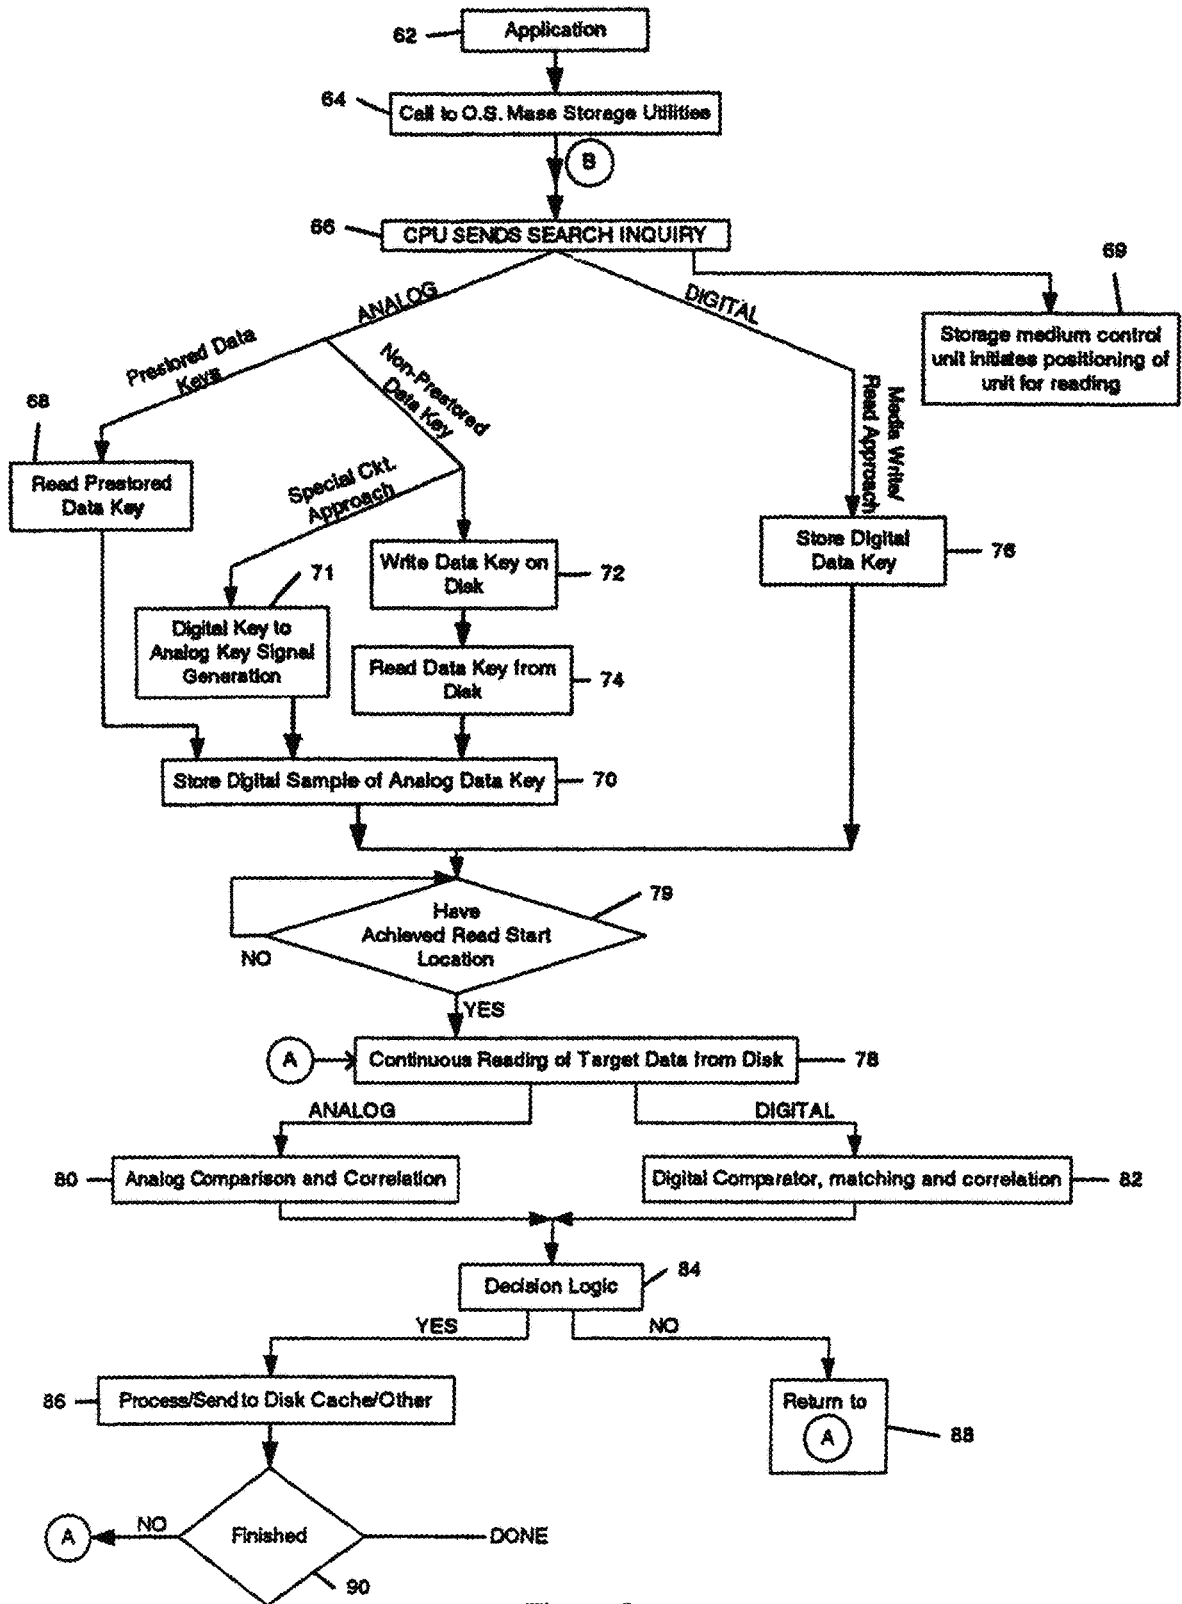 62
Application
64
Call to O.S. Mass Storage Utilities
B
66
CPU SENDS SEARCH INQUIRY
69
ANALOG
DIGITAL
Storage medium control
unit initiates positioning of
unit for reading
Prestored Data
Keys
Non-Prestored
Data Key
Media Write/
Read Approach
68
Read Prestored
Data Key
Special Ckt.
Approach
Store Digital
Data Key
76
71
Write Data Key on
Disk
72
Digital Key to
Analog Key Signal
Generation
Read Data Key from
Disk
74
Store Digital Sample of Analog Data Key
70
79
Have
Achieved Read Start
Location
NO
YES
A
Continuous Reading of Target Data from Disk
78
ANALOG
DIGITAL
80
Analog Comparison and Correlation
Digital Comparator, matching and correlation
82
Decision Logic
84
YES
NO
86
Process/Send to Disk Cache/Other
Return to
A
88
A
NO
Finished
DONE
90